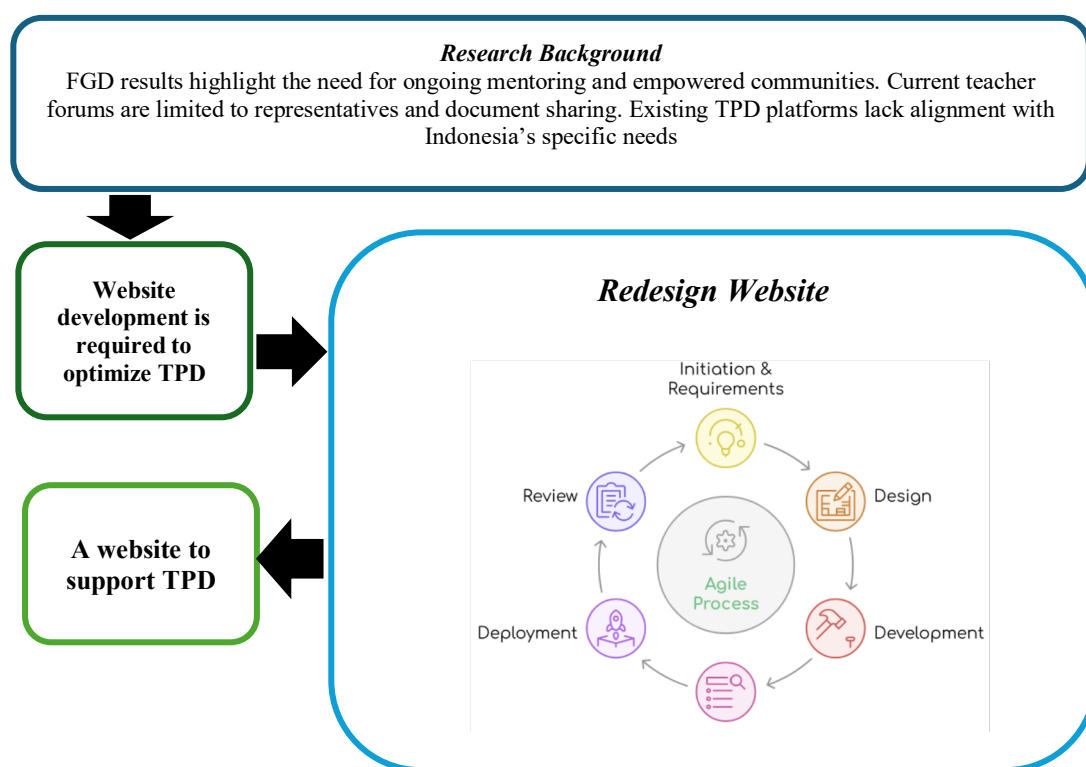 Research Background
FGD results highlight the need for ongoing mentoring and empowered communities. Current teacher
forums are limited to representatives and document sharing. Existing TPD platforms lack alignment with
Indonesia’s specific needs
Website
development is
required to
optimize TPD
A website to
support TPD
Redesign Website
Initiation &
Requirements
Design
Development
Deployment
Review
Agile
Process